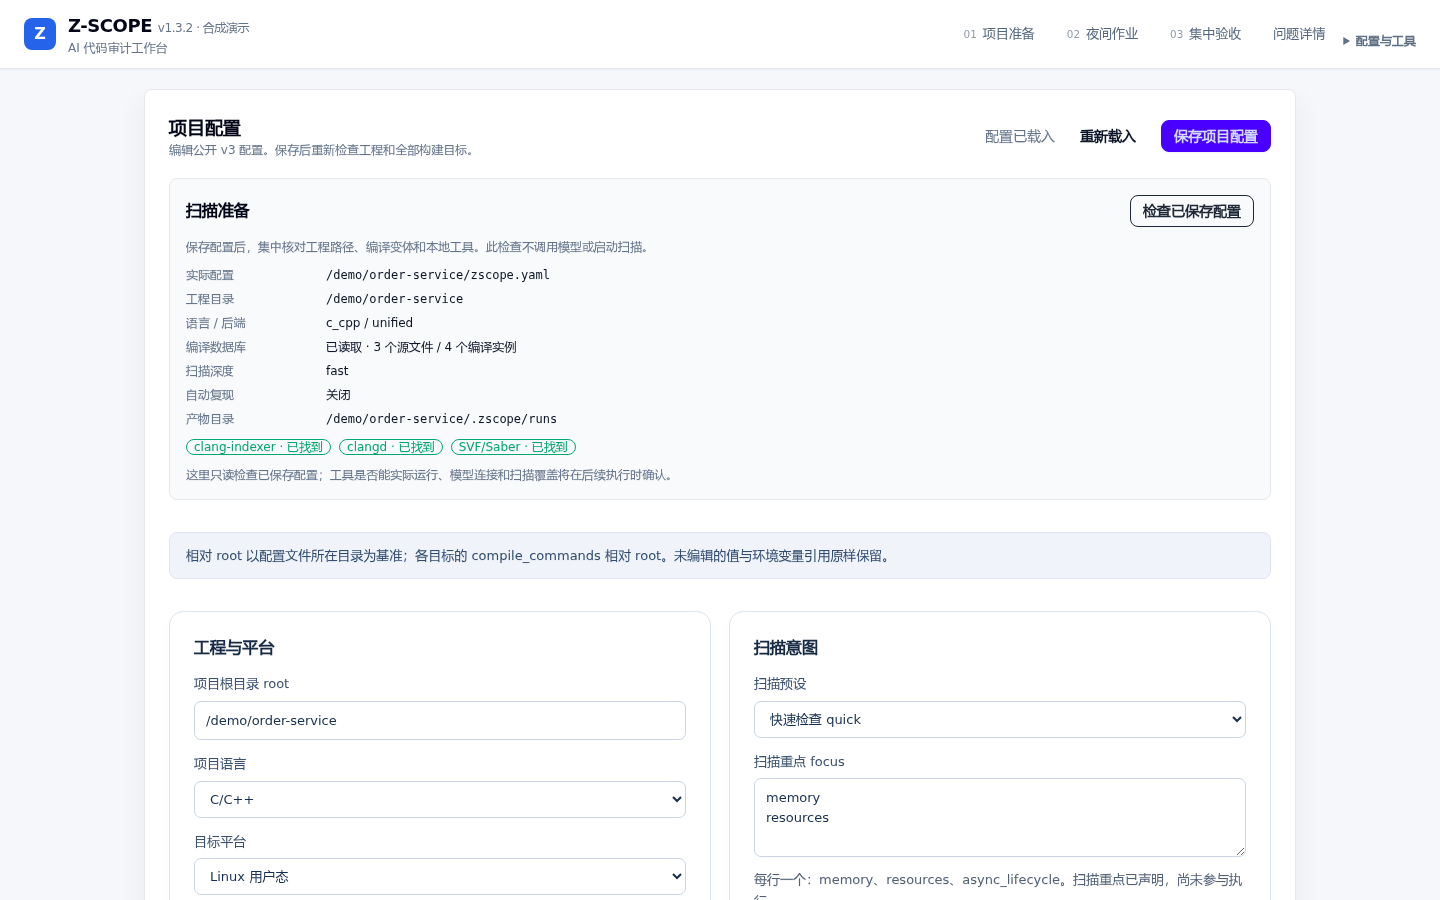 Z
Z-SCOPE v1.3.2 · 合成演示
AI 代码审计工作台
01 项目准备
02 夜间作业
03 集中验收
问题详情
▶ 配置与工具
项目配置
编辑公开 v3 配置。保存后重新检查工程和全部构建目标。
配置已载入
重新载入
保存项目配置
扫描准备
检查已保存配置
保存配置后，集中核对工程路径、编译变体和本地工具。此检查不调用模型或启动扫描。
实际配置 /demo/order-service/zscope.yaml
工程目录 /demo/order-service
语言 / 后端 c_cpp / unified
编译数据库 已读取 · 3 个源文件 / 4 个编译实例
扫描深度 fast
自动复现 关闭
产物目录 /demo/order-service/.zscope/runs
clang-indexer · 已找到 clangd · 已找到 SVF/Saber · 已找到
这里只读检查已保存配置；工具是否能实际运行、模型连接和扫描覆盖将在后续执行时确认。
相对 root 以配置文件所在目录为基准；各目标的 compile_commands 相对 root。未编辑的值与环境变量引用原样保留。
工程与平台
项目根目录 root
/demo/order-service
项目语言
C/C++
目标平台
Linux 用户态
扫描意图
扫描预设
快速检查 quick
扫描重点 focus
memory
resources
每行一个：memory、resources、async_lifecycle。扫描重点已声明，尚未参与执
行。